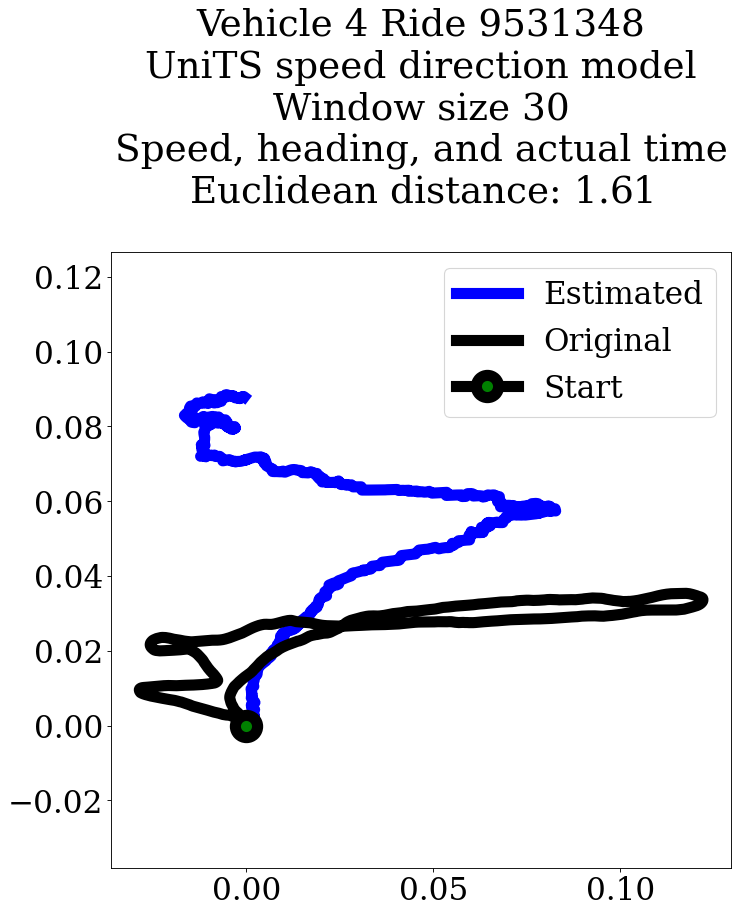 Vehicle 4 Ride 9531348
UniTS speed direction model
Window size 30
Speed, heading, and actual time
Euclidean distance: 1.61
0.12
0.10
0.08
0.06
0.04
0.02
0.00
−0.02
Estimated
Original
Start
0.00 0.05 0.10